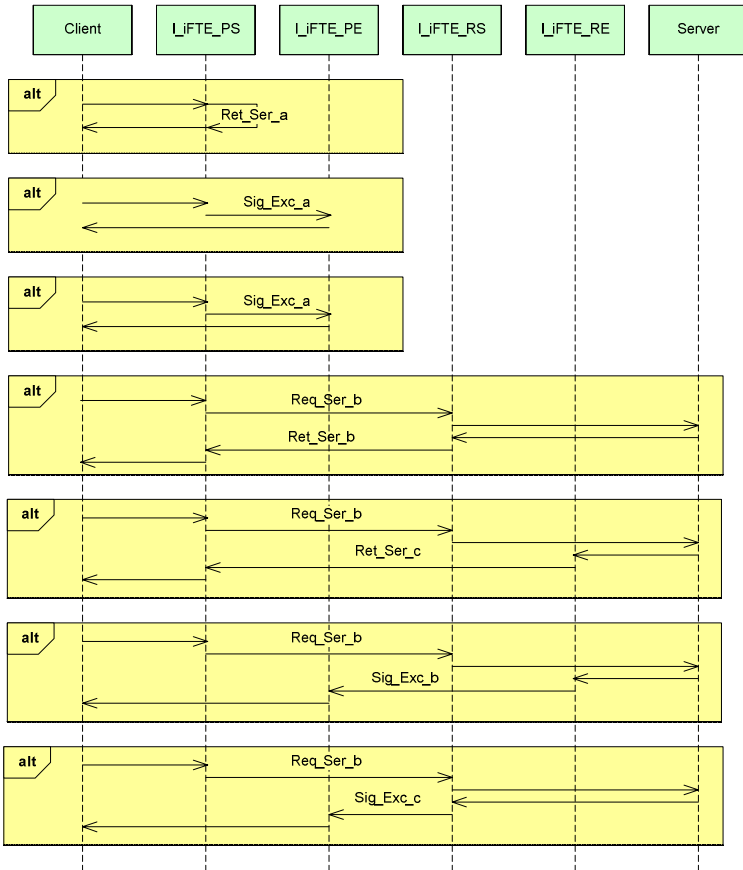 Client I_iFTE_PS I_iFTE_PE I_iFTE_RS I_iFTE_RE Server
alt
Ret_Ser_a
alt
Sig_Exc_a
alt
Sig_Exc_a
alt
Req_Ser_b
Ret_Ser_b
alt
Req_Ser_b
Ret_Ser_c
alt
Req_Ser_b
Sig_Exc_b
alt
Req_Ser_b
Sig_Exc_c